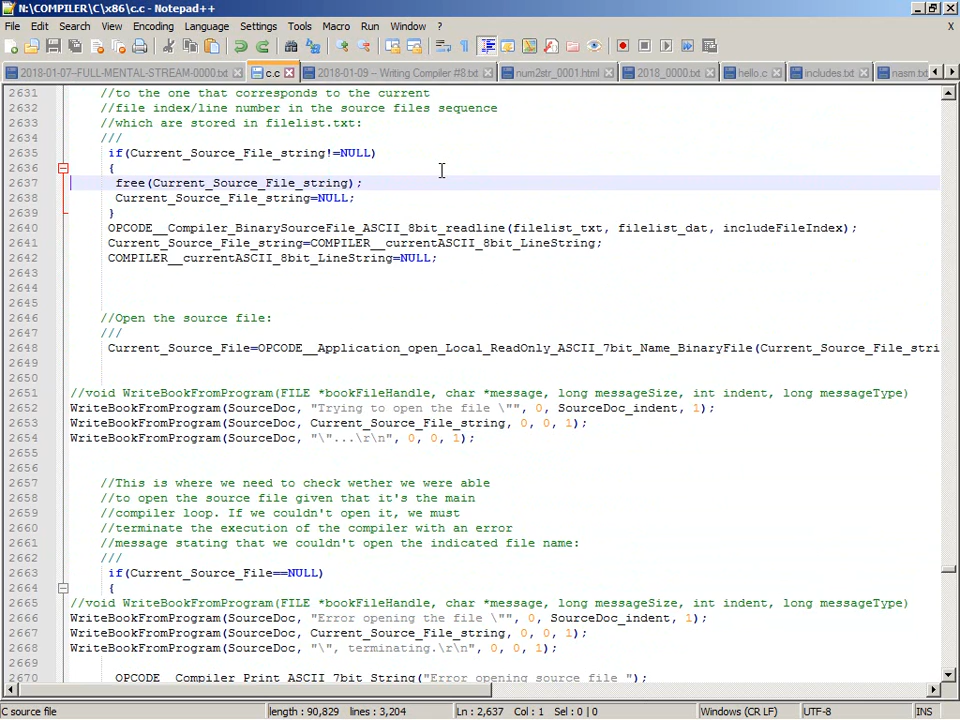 N:\COMPILER\C\x86\c.c - Notepad++
File Edit Search View Encoding Language Settings Tools Macro Run Window ? X
2018-01-07-FULL-MENTAL-STREAM-0000.txt c.c 2018-01-09 -- Writing Compiler #8.txt num2str_0001.html 2018_0000.txt hello.c includes.txt nasm.txt
2631 //to the one that corresponds to the current
2632 //file index/line number in the source files sequence
2633 //which are stored in filelist.txt:
2634 ///
2635 if(Current_Source_File_string!=NULL)
2636 {
2637 free(Current_Source_File_string);
2638 Current_Source_File_string=NULL;
2639 }
2640 OPCODE__Compiler_BinarySourceFile_ASCII_8bit_readline(filelist_txt, filelist_dat, includeFileIndex);
2641 Current_Source_File_string=COMPILER__currentASCII_8bit_LineString;
2642 COMPILER__currentASCII_8bit_LineString=NULL;
2643
2644
2645
2646 //Open the source file:
2647 ///
2648 Current_Source_File=OPCODE__Application_open_Local_ReadOnly_ASCII_7bit_Name_BinaryFile(Current_Source_File_stri
2649
2650
2651 //void WriteBookFromProgram(FILE *bookFileHandle, char *message, long messageSize, int indent, long messageType)
2652 WriteBookFromProgram(SourceDoc, "Trying to open the file \"", 0, SourceDoc_indent, 1);
2653 WriteBookFromProgram(SourceDoc, Current_Source_File_string, 0, 0, 1);
2654 WriteBookFromProgram(SourceDoc, "\"...\r\n", 0, 0, 1);
2655
2656
2657 //This is where we need to check wether we were able
2658 //to open the source file given that it's the main
2659 //compiler loop. If we couldn't open it, we must
2660 //terminate the execution of the compiler with an error
2661 //message stating that we couldn't open the indicated file name:
2662 ///
2663 if(Current_Source_File==NULL)
2664 {
2665 //void WriteBookFromProgram(FILE *bookFileHandle, char *message, long messageSize, int indent, long messageType)
2666 WriteBookFromProgram(SourceDoc, "Error opening the file \"", 0, SourceDoc_indent, 1);
2667 WriteBookFromProgram(SourceDoc, Current_Source_File_string, 0, 0, 1);
2668 WriteBookFromProgram(SourceDoc, "\", terminating.\r\n", 0, 0, 1);
2669
2670 OPCODE__Compiler_Print_ASCII_7bit_String("Error opening source file ");
C source file length : 90,829 lines : 3,204 Ln : 2,637 Col : 1 Sel : 0 | 0 Windows (CR LF) UTF-8 INS